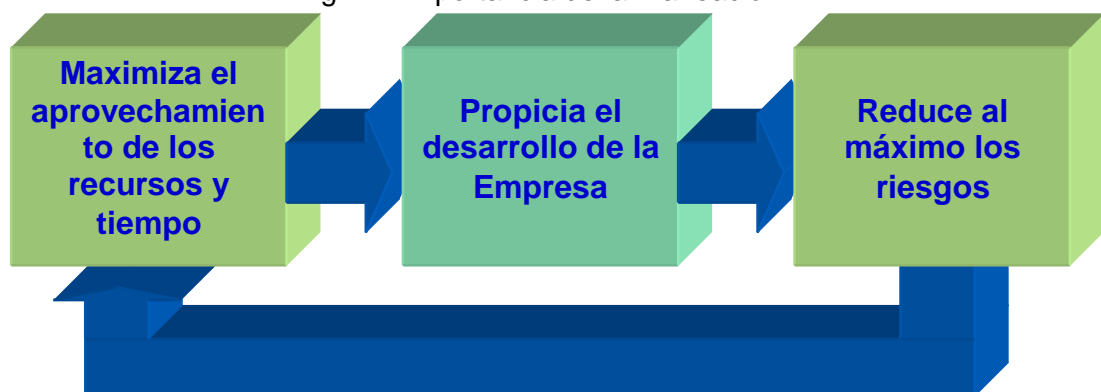 Maximiza el
aprovechamien
to de los
recursos y
tiempo
Propicia el
desarrollo de la
Empresa
Reduce al
máximo los
riesgos